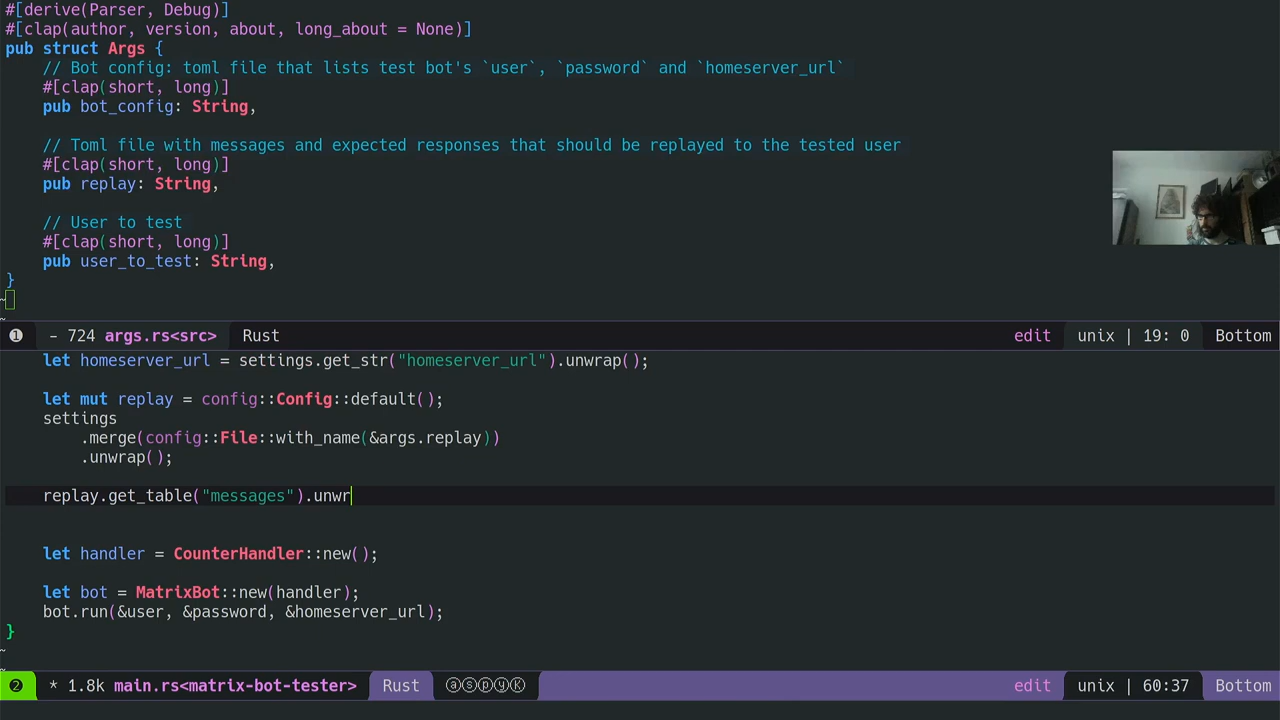 #[derive(Parser, Debug)]
#[clap(author, version, about, long_about = None)]
pub struct Args {
    // Bot config: toml file that lists test bot's `user`, `password` and `homeserver_url`
    #[clap(short, long)]
    pub bot_config: String,

    // Toml file with messages and expected responses that should be replayed to the tested user
    #[clap(short, long)]
    pub replay: String,

    // User to test
    #[clap(short, long)]
    pub user_to_test: String,
}
~
~
❶ - 724 args.rs<src> Rust edit unix | 19: 0 Bottom
    let homeserver_url = settings.get_str("homeserver_url").unwrap();

    let mut replay = config::Config::default();
    settings
        .merge(config::File::with_name(&args.replay))
        .unwrap();

    replay.get_table("messages").unwr

    let handler = CounterHandler::new();

    let bot = MatrixBot::new(handler);
    bot.run(&user, &password, &homeserver_url);
}
~
~
❷ * 1.8k main.rs<matrix-bot-tester> Rust ⓐⓢⓟⓨⓀ edit unix | 60:37 Bottom